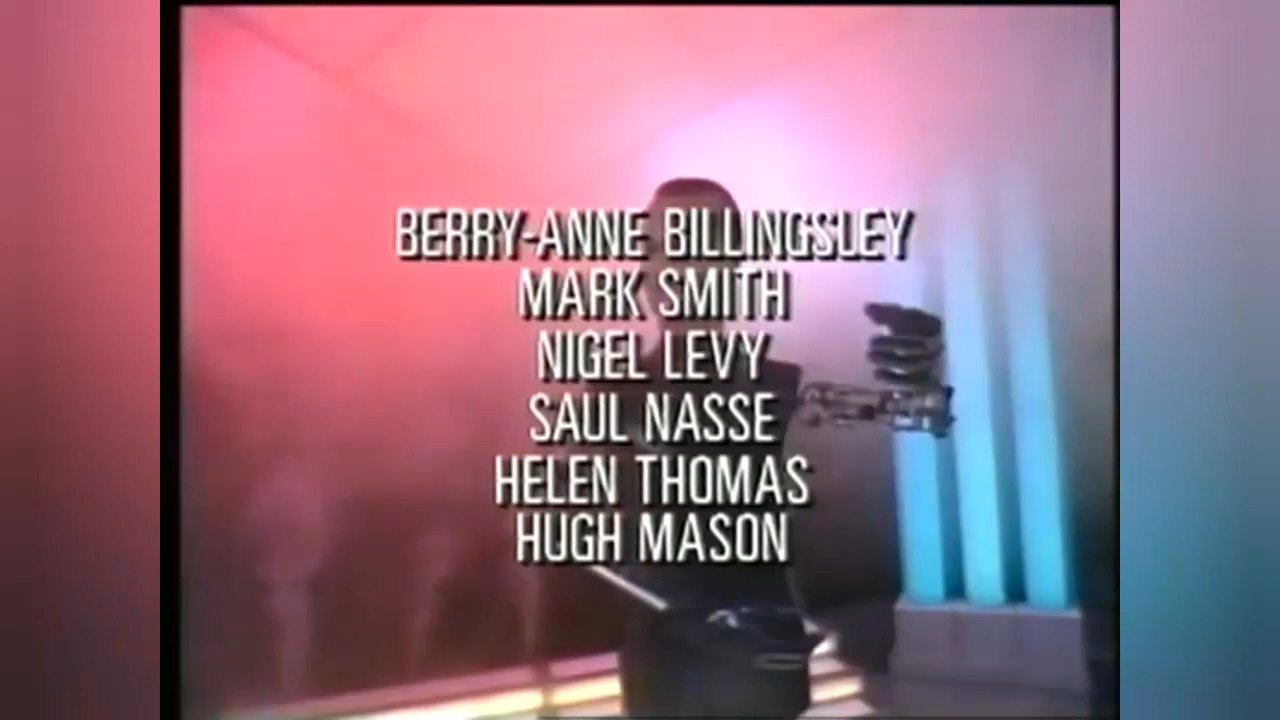 BERRY-ANNE BILLINGSLEY
MARK SMITH
NIGEL LEVY
SAUL NASSE
HELEN THOMAS
HUGH MASON